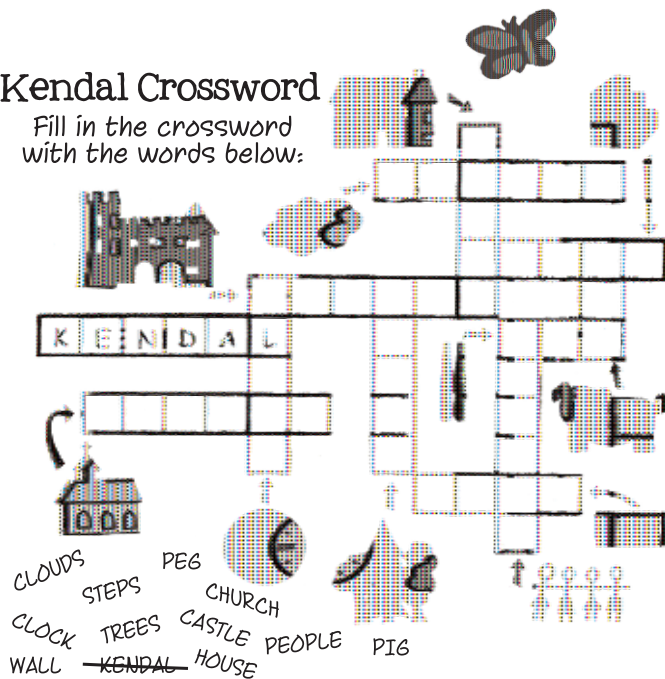 Kendal Crossword
Fill in the crossword
with the words below:
KENDAL
CLOUDS
PEG
STEPS
CHURCH
CLOCK
TREES
CASTLE
PEOPLE
PIG
WALL
KENDAL
HOUSE